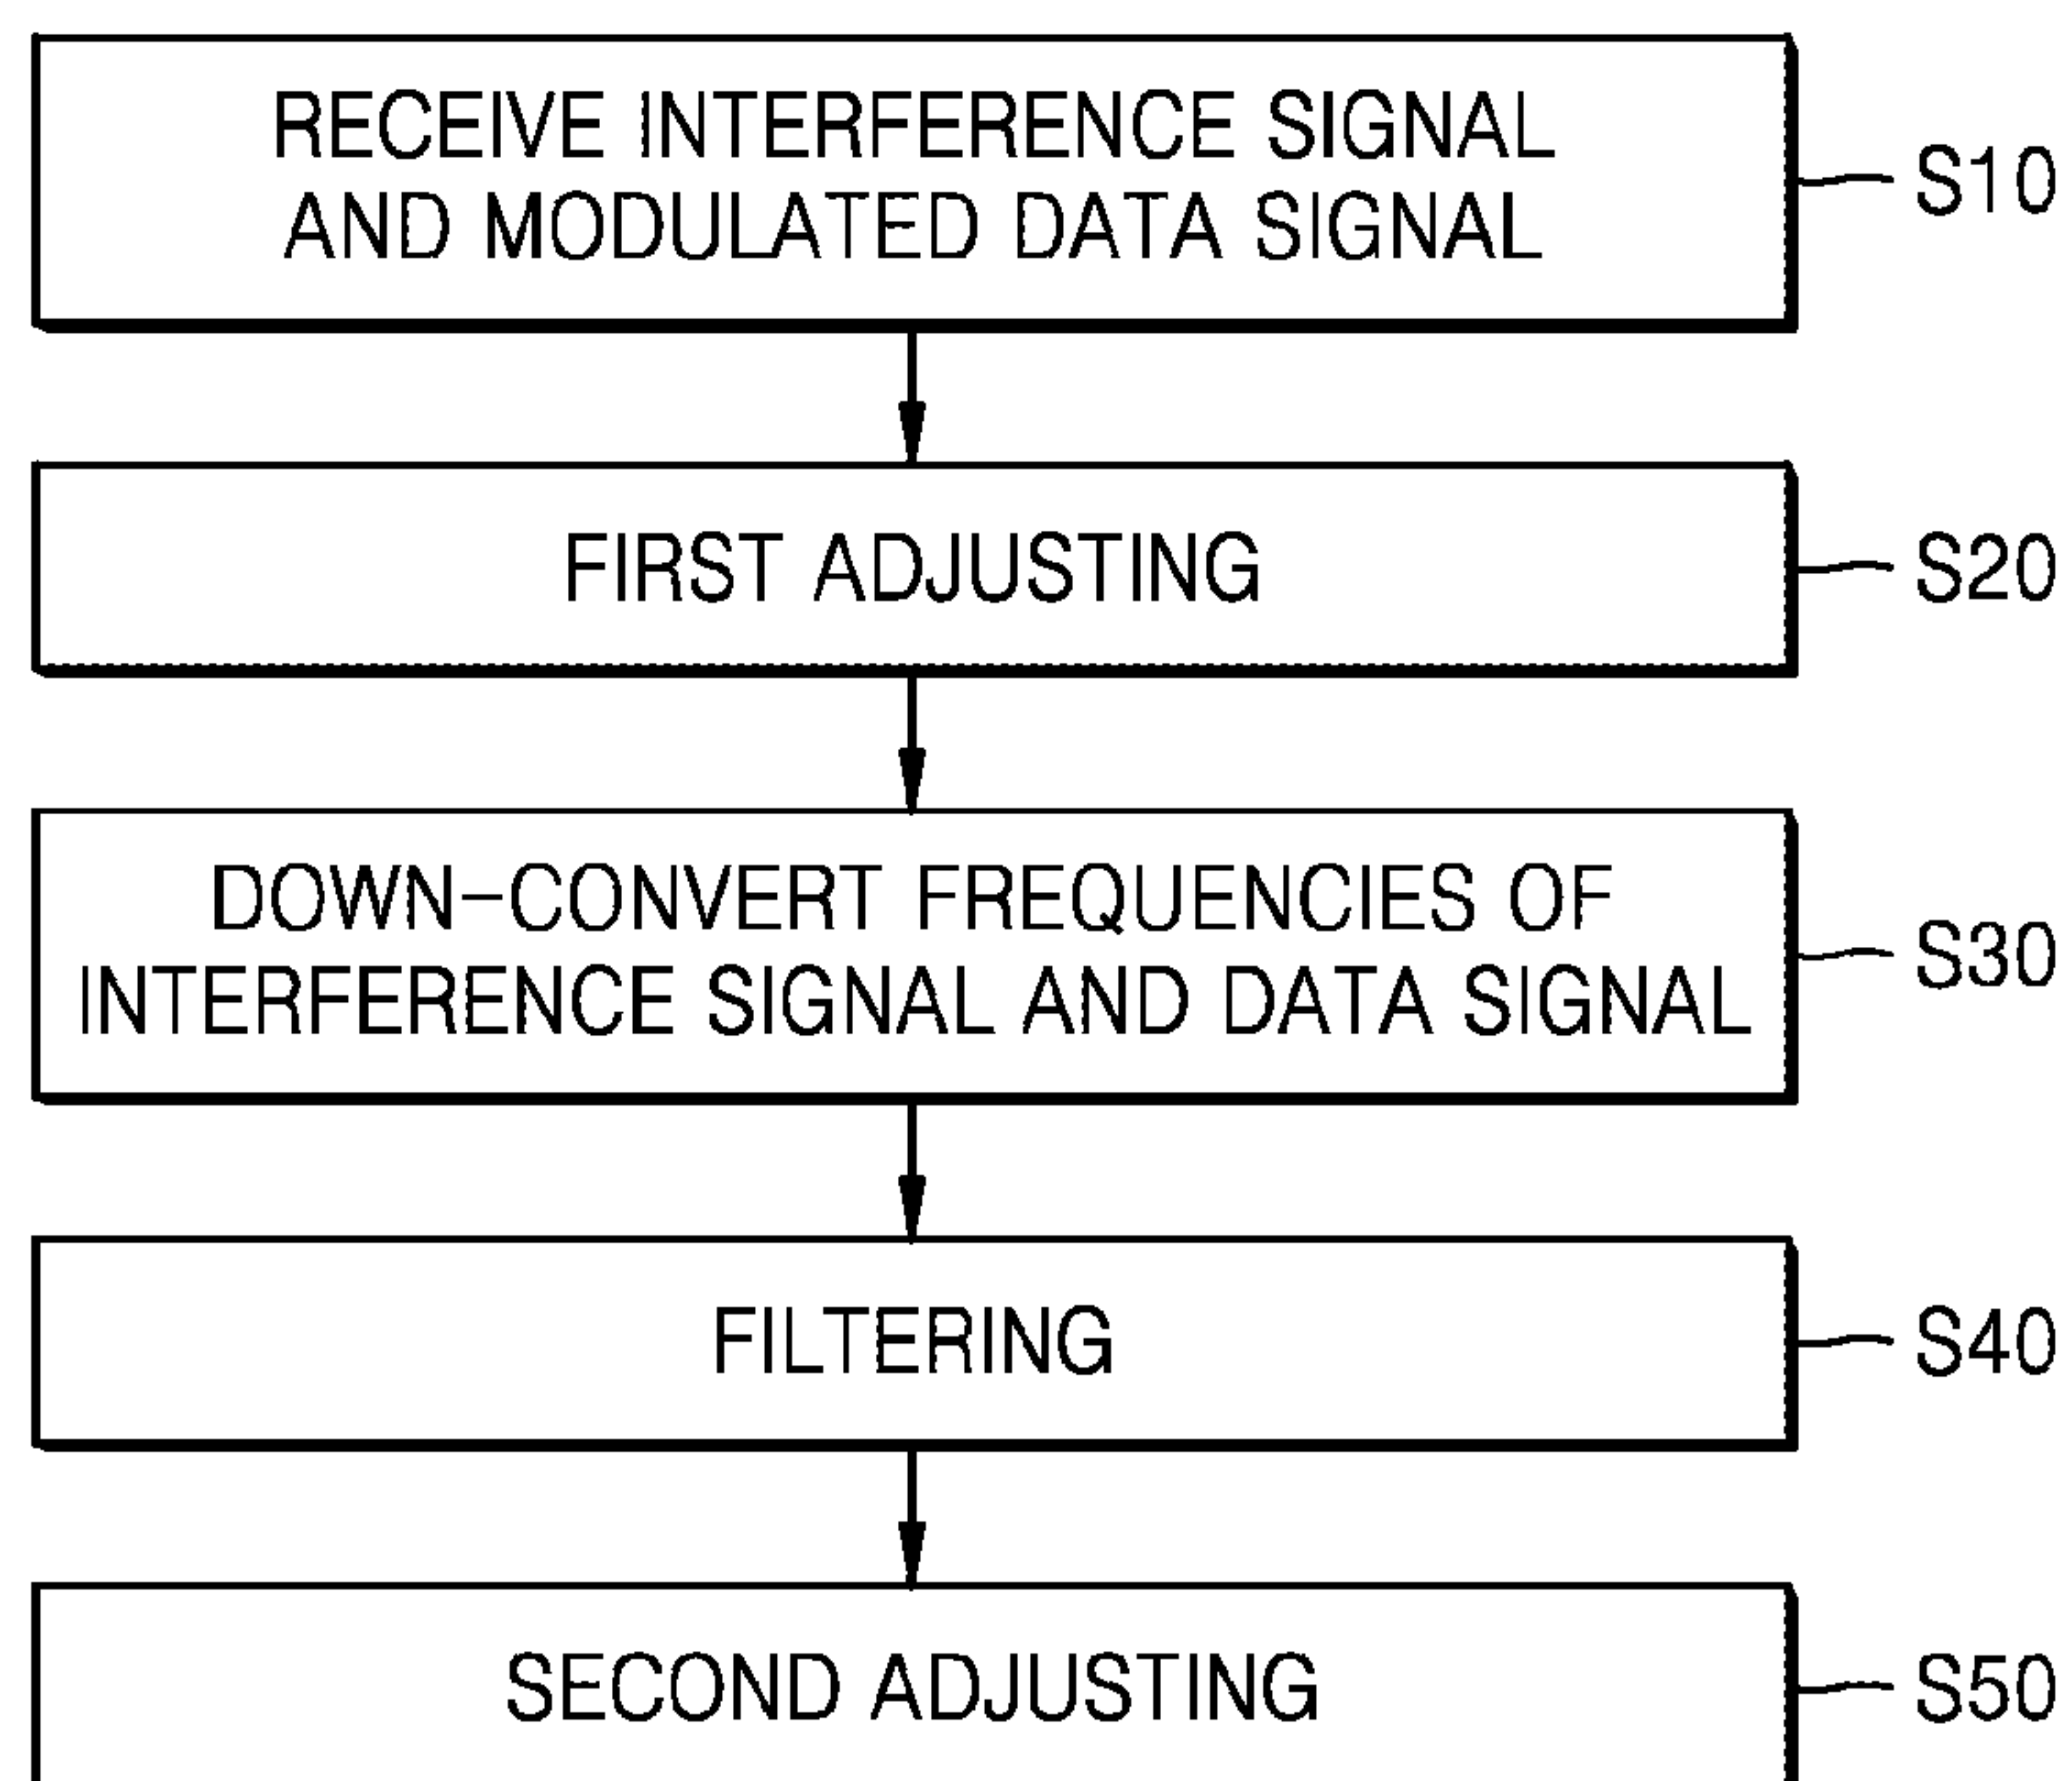 RECEIVE INTERFERENCE SIGNAL
AND MODULATED DATA SIGNAL
S10
FIRST ADJUSTING
S20
DOWN-CONVERT FREQUENCIES OF
INTERFERENCE SIGNAL AND DATA SIGNAL
S30
FILTERING
S40
SECOND ADJUSTING
S50